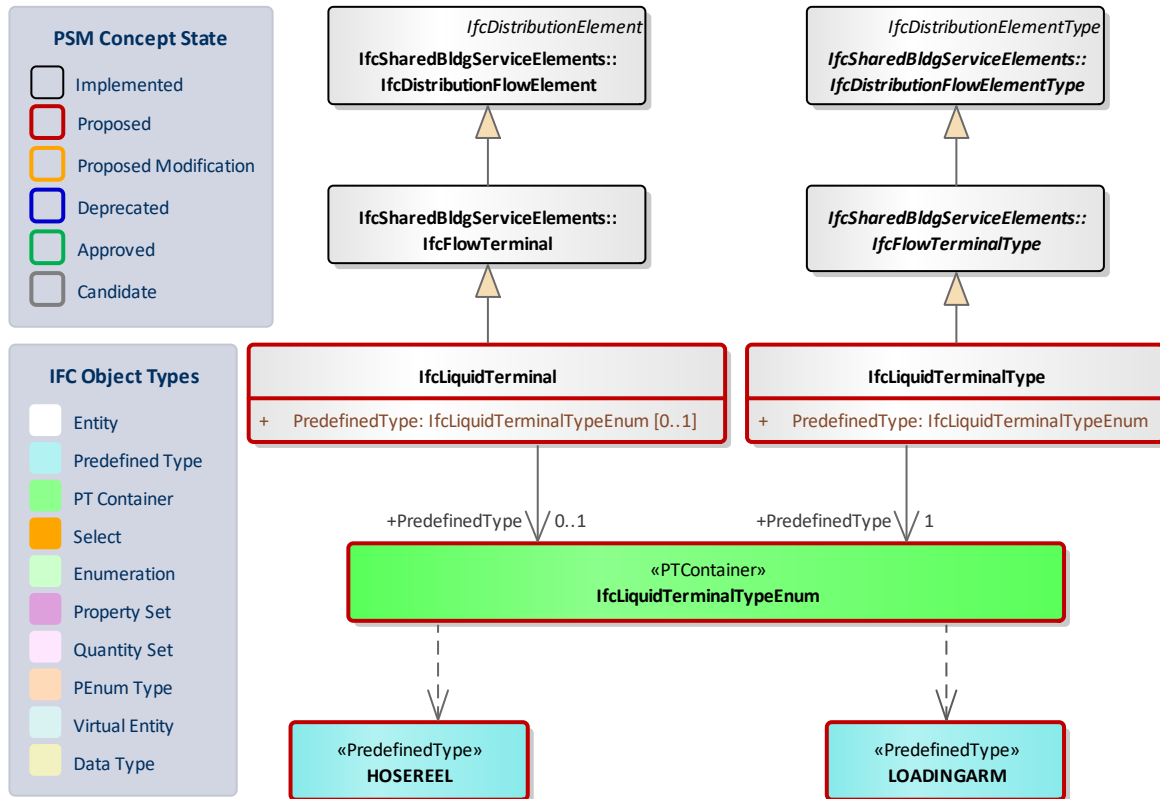 PSM Concept State
Implemented
Proposed
Proposed Modification
Deprecated
Approved
Candidate
IFC Object Types
Entity
Predefined Type
PT Container
Select
Enumeration
Property Set
Quantity Set
PEnum Type
Virtual Entity
Data Type
IfcDistributionElement
IfcSharedBldgServiceElements::
IfcDistributionFlowElement
IfcDistributionElementType
IfcSharedBldgServiceElements::
IfcDistributionFlowElementType
IfcSharedBldgServiceElements::
IfcFlowTerminal
IfcSharedBldgServiceElements::
IfcFlowTerminalType
IfcLiquidTerminal
+ PredefinedType: IfcLiquidTerminalTypeEnum [0..1]
IfcLiquidTerminalType
+ PredefinedType: IfcLiquidTerminalTypeEnum
+PredefinedType 0..1
+PredefinedType 1
«PTContainer»
IfcLiquidTerminalTypeEnum
«PredefinedType»
HOSEREEL
«PredefinedType»
LOADINGARM